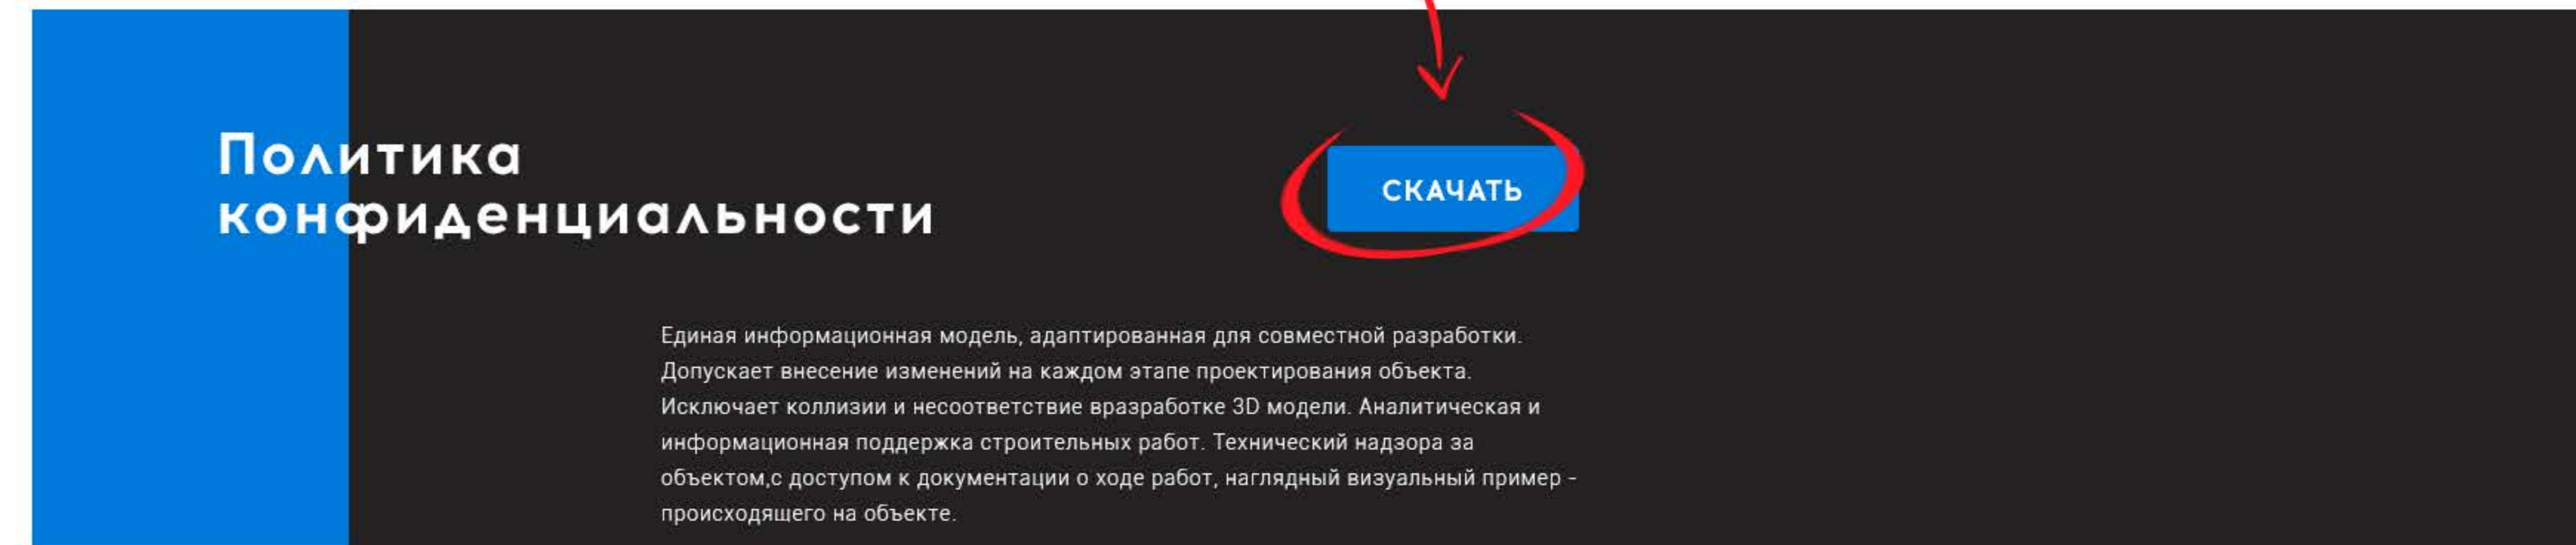 Политика
конфиденциальности
СКАЧАТЬ
Единая информационная модель, адаптированная для совместной разработки.
Допускает внесение изменений на каждом этапе проектирования объекта.
Исключает коллизии и несоответствие вразработке 3D модели. Аналитическая и
информационная поддержка строительных работ. Технический надзора за
объектом,с доступом к документации о ходе работ, наглядный визуальный пример -
происходящего на объекте.